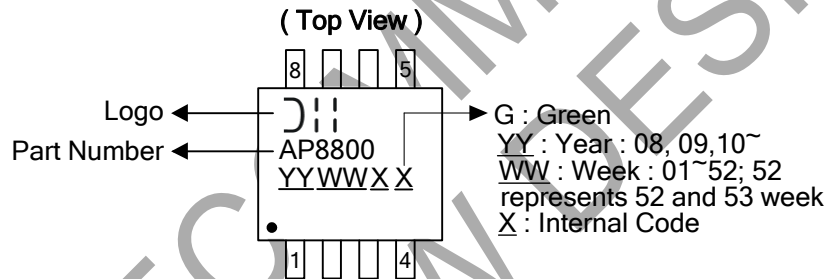 ( Top View )
8 5
Logo
Part Number
AP8800
YYWWX X
1 4
G : Green
YY : Year : 08, 09,10~
WW : Week : 01~52; 52
represents 52 and 53 week
X : Internal Code